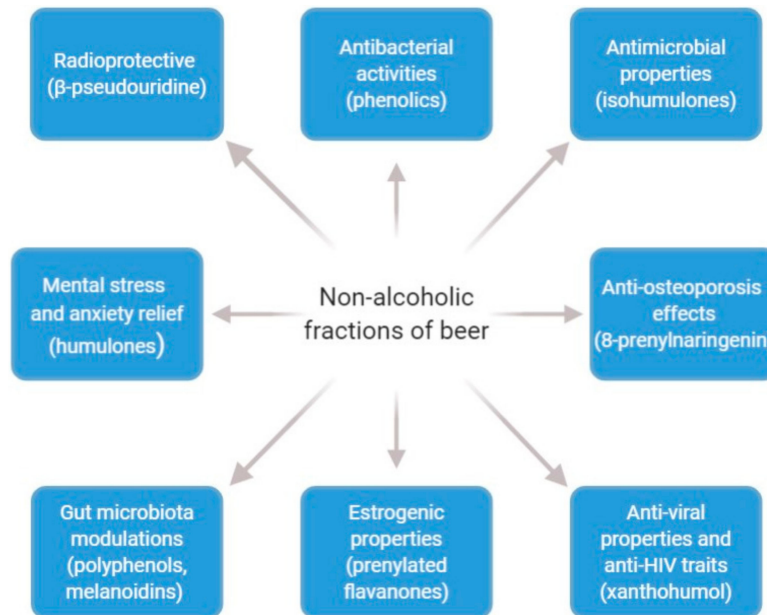 Radioprotective
(β-pseudouridine)
Antibacterial
activities
(phenolics)
Antimicrobial
properties
(isohumulones)
Mental stress
and anxiety relief
(humulones)
Non-alcoholic
fractions of beer
Anti-osteoporosis
effects
(8-prenylnaringenin
Gut microbiota
modulations
(polyphenols,
melanoidins)
Estrogenic
properties
(prenylated
flavanones)
Anti-viral
properties and
anti-HIV traits
(xanthohumol)